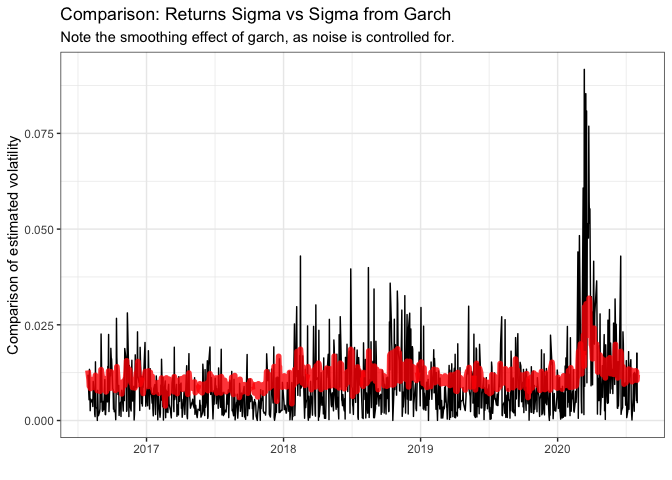 Comparison: Returns Sigma vs Sigma from Garch
Note the smoothing effect of garch, as noise is controlled for.
Comparison of estimated volatility
0.075
0.050
0.025
0.000
2017 2018 2019 2020